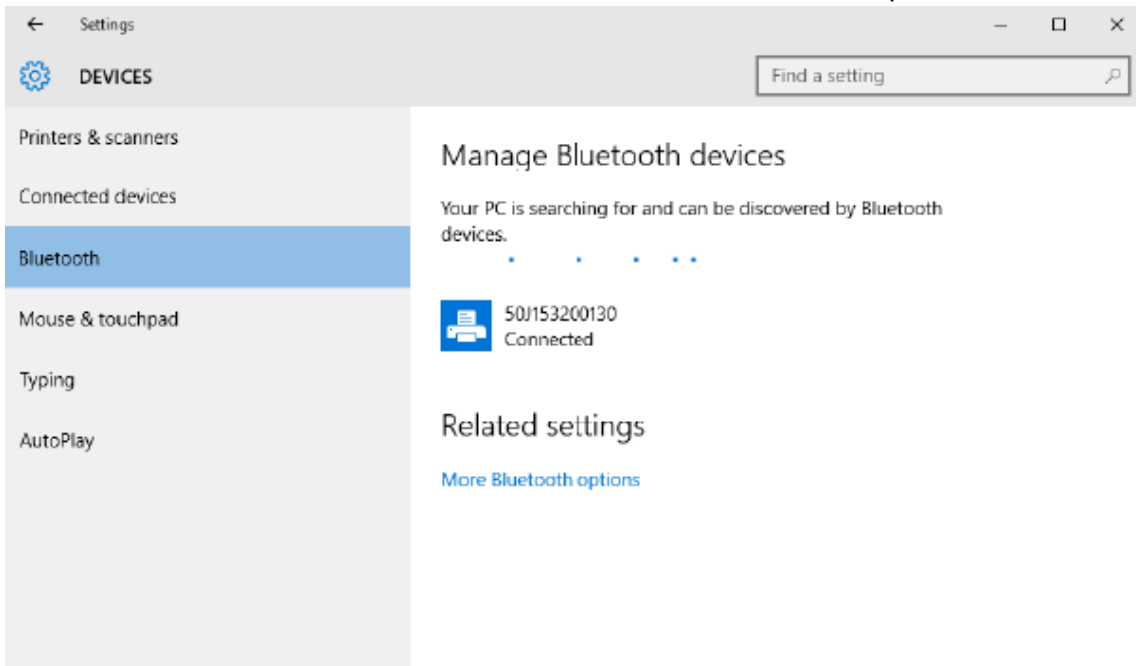 Settings
DEVICES
Find a setting
Printers & scanners
Connected devices
Bluetooth
Mouse & touchpad
Typing
AutoPlay
Manage Bluetooth devices
Your PC is searching for and can be discovered by Bluetooth
devices.
50J153200130
Connected
Related settings
More Bluetooth options